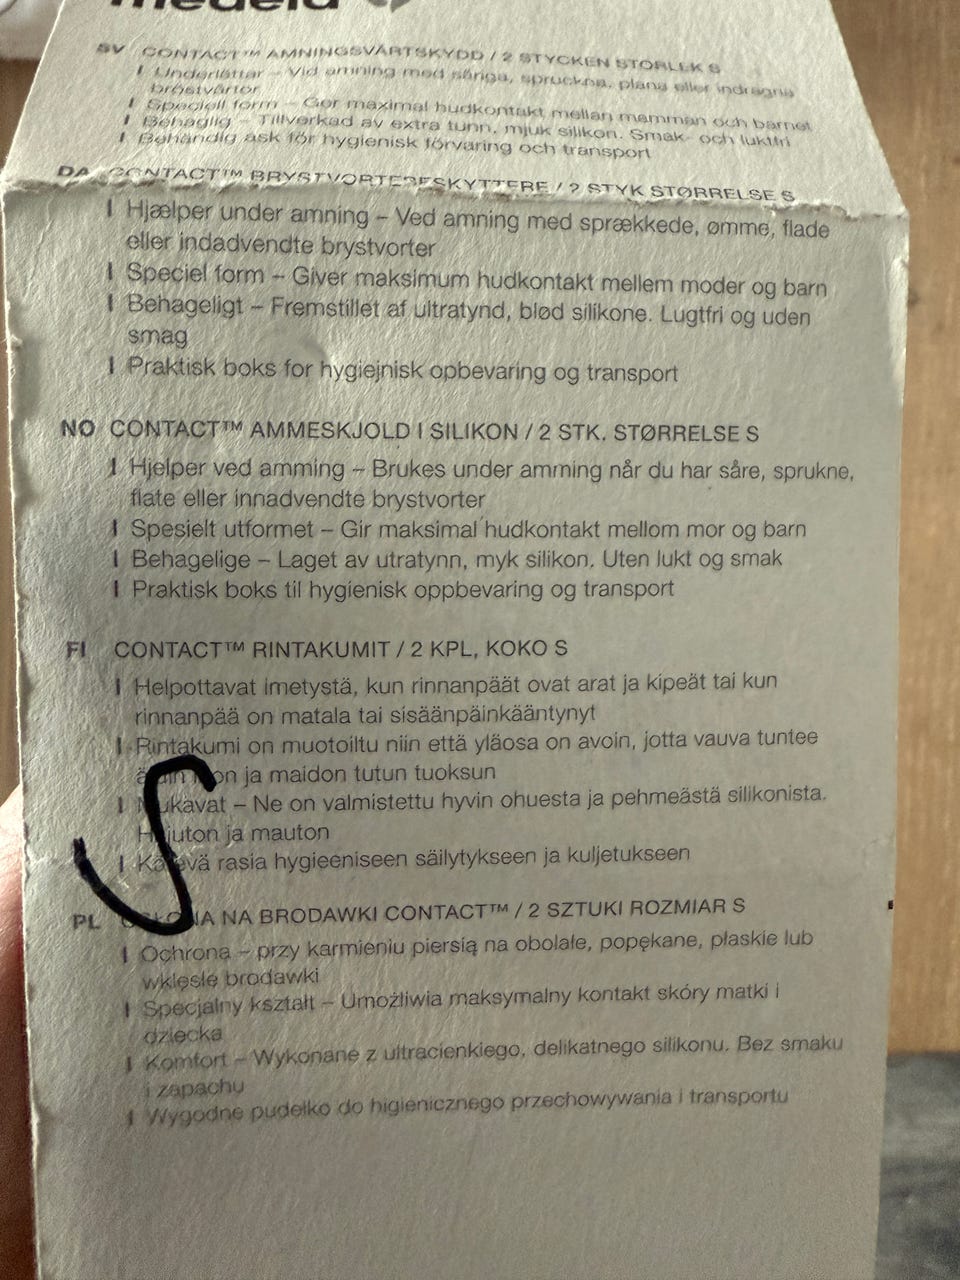 medela
SV CONTACT™ AMNINGSVÅRTSKYDD / 2 STYCKEN STORLEK S
I Underlättar – Vid amning med såriga, spruckna, plana eller indragna
bröstvårtor
I Speciell form – Ger maximal hudkontakt mellan mamman och barnet
I Behaglig – Tillverkad av extra tunn, mjuk silikon. Smak- och luktfri
I Behändig ask för hygienisk förvaring och transport
DA CONTACT™ BRYSTVORTEBESKYTTERE / 2 STYK STØRRELSE S
I Hjælper under amning – Ved amning med sprækkede, ømme, flade
eller indadvendte brystvorter
I Speciel form – Giver maksimum hudkontakt mellem moder og barn
I Behageligt – Fremstillet af ultratynd, blød silikone. Lugtfri og uden
smag
I Praktisk boks for hygiejnisk opbevaring og transport
NO CONTACT™ AMMESKJOLD I SILIKON / 2 STK. STØRRELSE S
I Hjelper ved amming – Brukes under amming når du har såre, sprukne,
flate eller innadvendte brystvorter
I Spesielt utformet – Gir maksimal hudkontakt mellom mor og barn
I Behagelige – Laget av utratynn, myk silikon. Uten lukt og smak
I Praktisk boks til hygienisk oppbevaring og transport
FI CONTACT™ RINTAKUMIT / 2 KPL, KOKO S
I Helpottavat imetystä, kun rinnanpäät ovat arat ja kipeät tai kun
rinnanpää on matala tai sisäänpäinkääntynyt
I Rintakumi on muotoiltu niin että yläosa on avoin, jotta vauva tuntee
äidin ihon ja maidon tutun tuoksun
I Mukavat – Ne on valmistettu hyvin ohuesta ja pehmeästä silikonista.
Hajuton ja mauton
I Kätevä rasia hygieeniseen säilytykseen ja kuljetukseen
S
PL OSŁONA NA BRODAWKI CONTACT™ / 2 SZTUKI ROZMIAR S
I Ochrona – przy karmieniu piersią na obolałe, popękane, płaskie lub
wklęsłe brodawki
I Specjalny kształt – Umożliwia maksymalny kontakt skóry matki i
dziecka
I Komfort – Wykonane z ultracienkiego, delikatnego silikonu. Bez smaku
i zapachu
I Wygodne pudełko do higienicznego przechowywania i transportu